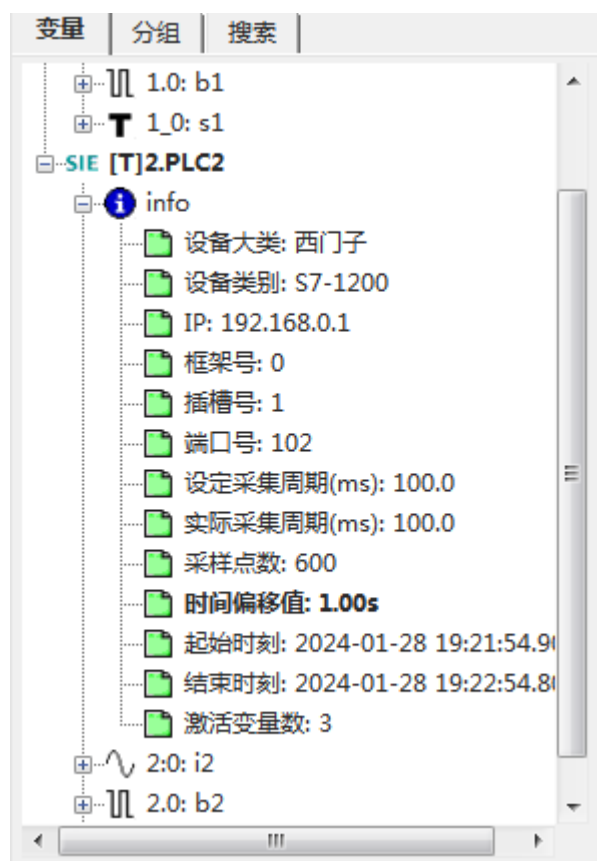 变量 分组 搜索
1.0: b1
T 1_0: s1
SIE [T]2.PLC2
info
设备大类: 西门子
设备类别: S7-1200
IP: 192.168.0.1
框架号: 0
插槽号: 1
端口号: 102
设定采集周期(ms): 100.0
实际采集周期(ms): 100.0
采样点数: 600
时间偏移值: 1.00s
起始时刻: 2024-01-28 19:21:54.9
结束时刻: 2024-01-28 19:22:54.8
激活变量数: 3
2:0: i2
2.0: b2